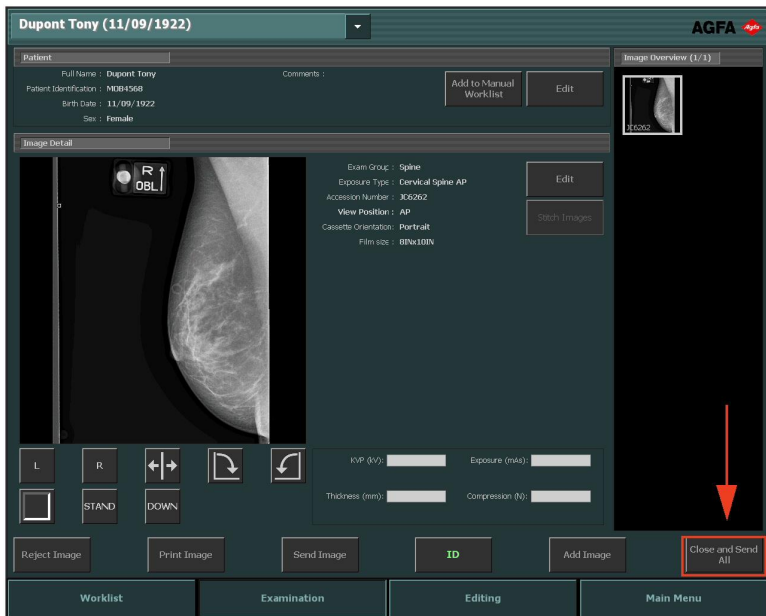 Dupont Tony (11/09/1922)
AGFA
Agfa
Patient
Image Overview (1/1)
Full Name : Dupont Tony
Comments :
Patient Identification : MOB4568
Birth Date : 11/09/1922
Sex : Female
Add to Manual
Worklist
Edit
JC6262
Image Detail
R
OBL
Exam Group : Spine
Exposure Type : Cervical Spine AP
Accession Number : JC6262
View Position : AP
Cassette Orientation: Portrait
Film size : 8INx10IN
Edit
Stitch Images
L
R
STAND
DOWN
KVP (kV):
Exposure (mAs):
Thickness (mm):
Compression (N):
Reject Image
Print Image
Send Image
ID
Add Image
Close and Send
All
Worklist
Examination
Editing
Main Menu